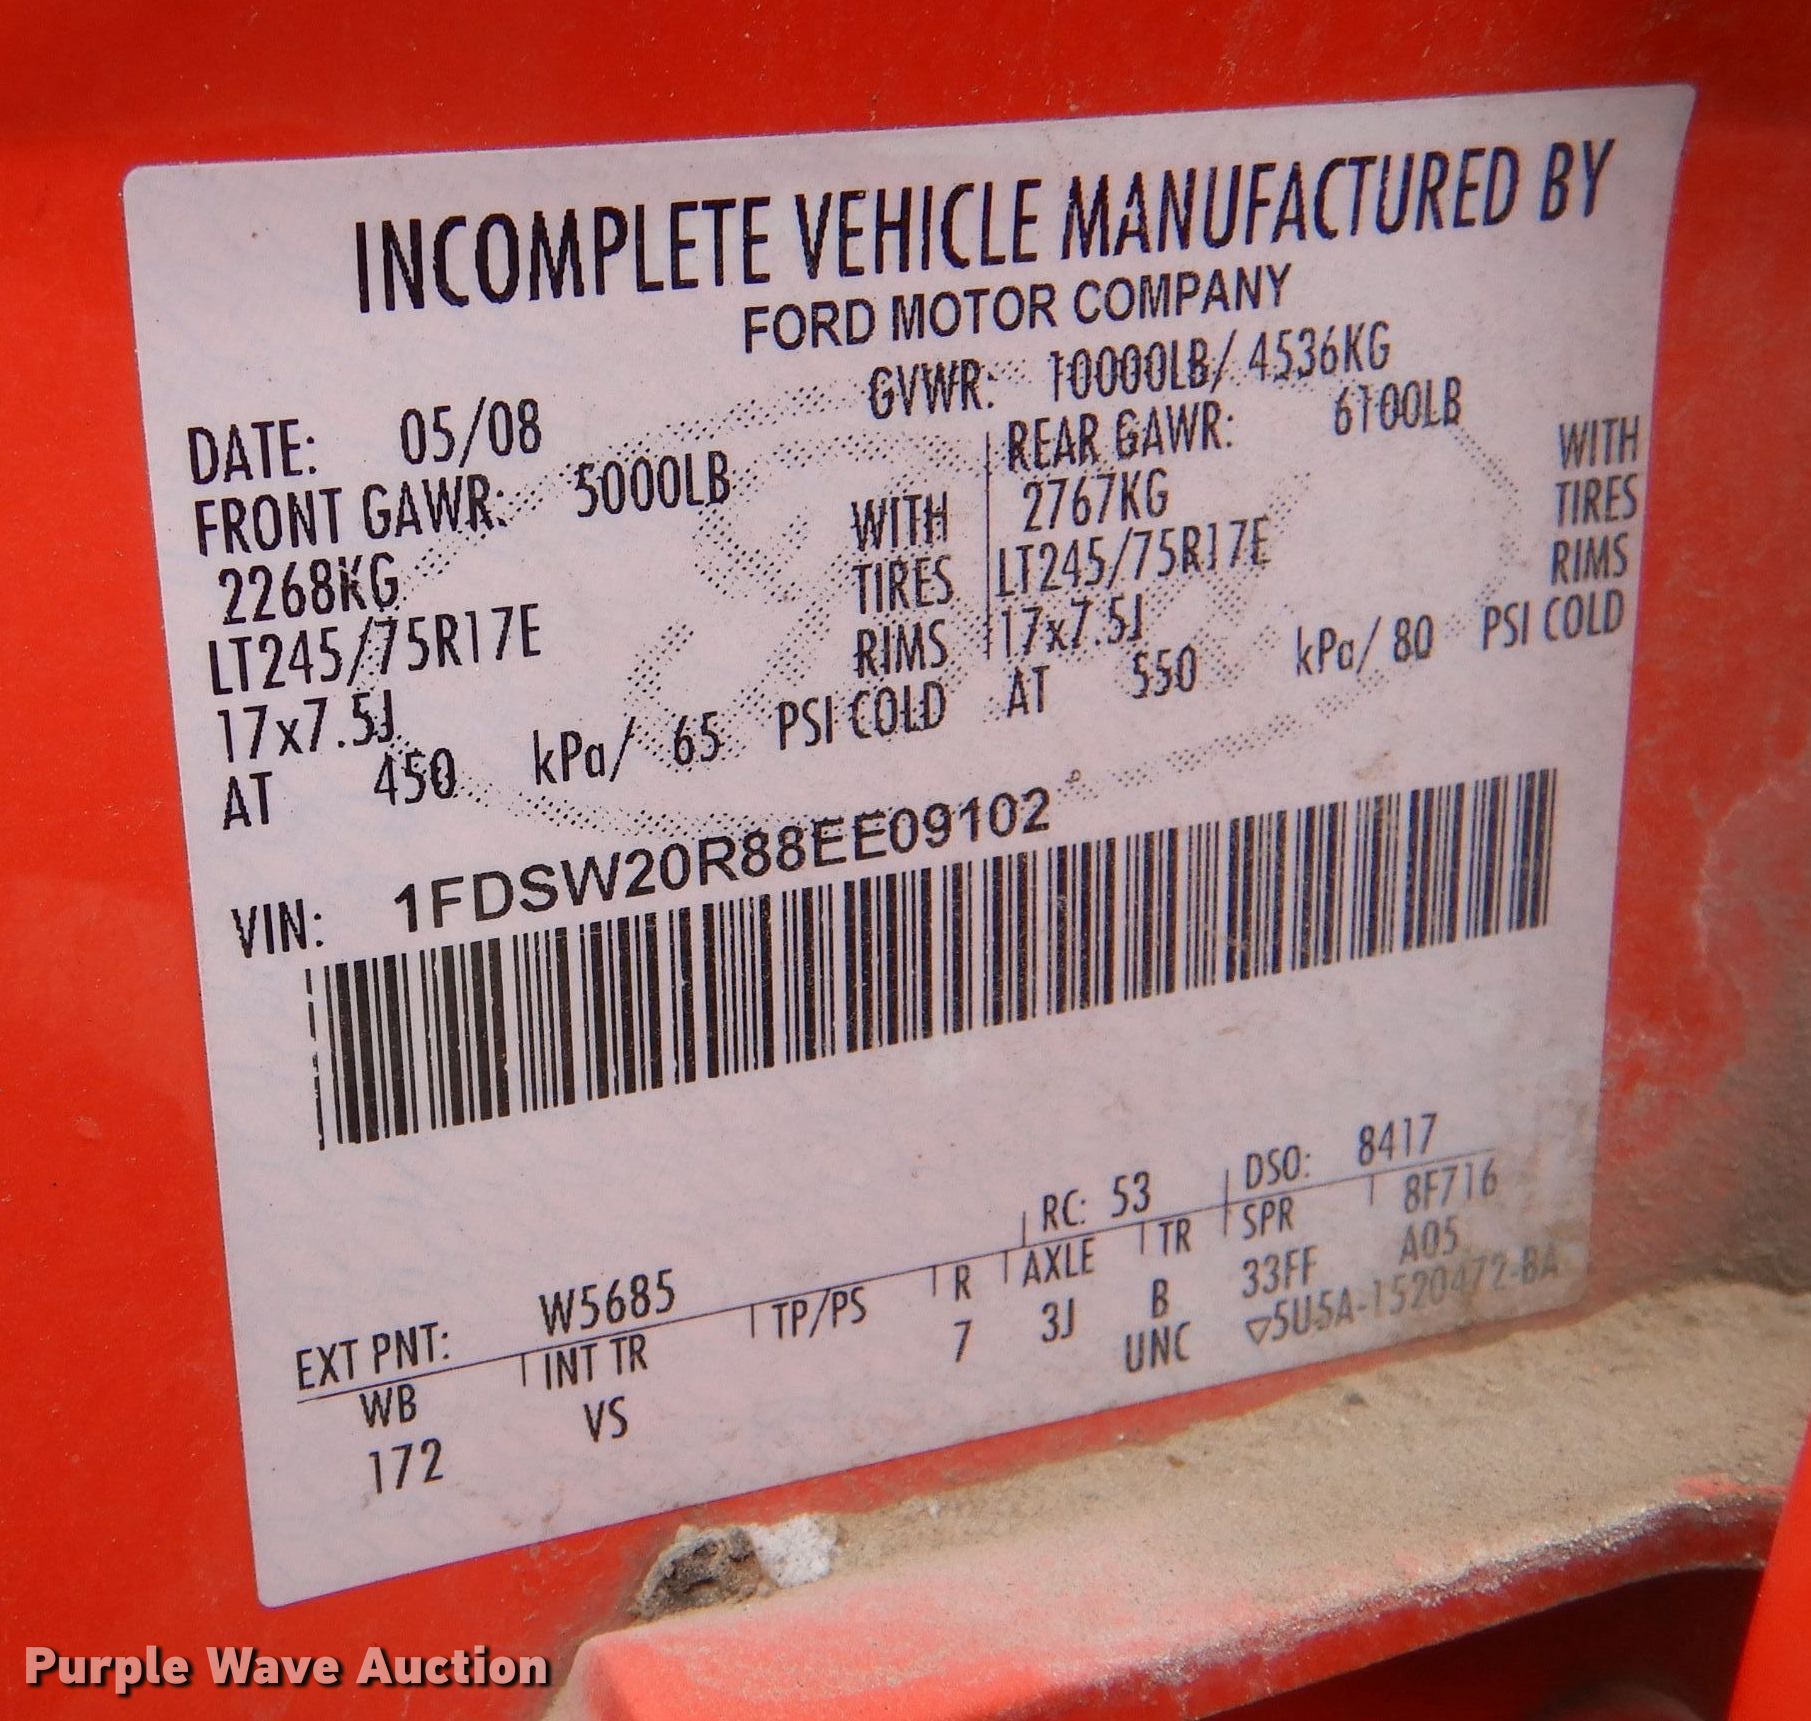 INCOMPLETE VEHICLE MANUFACTURED BY
FORD MOTOR COMPANY
DATE: 05/08 GVWR: 10000LB/ 4536KG
FRONT GAWR: 5000LB REAR GAWR: 6100LB
2268KG WITH 2767KG WITH
LT245/75R17E TIRES LT245/75R17E TIRES
17x7.5J RIMS 17x7.5J RIMS
AT 450 kPa/ 65 PSI COLD AT 550 kPa/ 80 PSI COLD
VIN: 1FDSW20R88EE09102
EXT PNT: W5685 RC: 53 DSO: 8417
WB INT TR TP/PS R AXLE TR SPR 8F716
172 VS 7 3J B 33FF A05
UNC ▽5U5A-1520472-BA
Purple Wave Auction